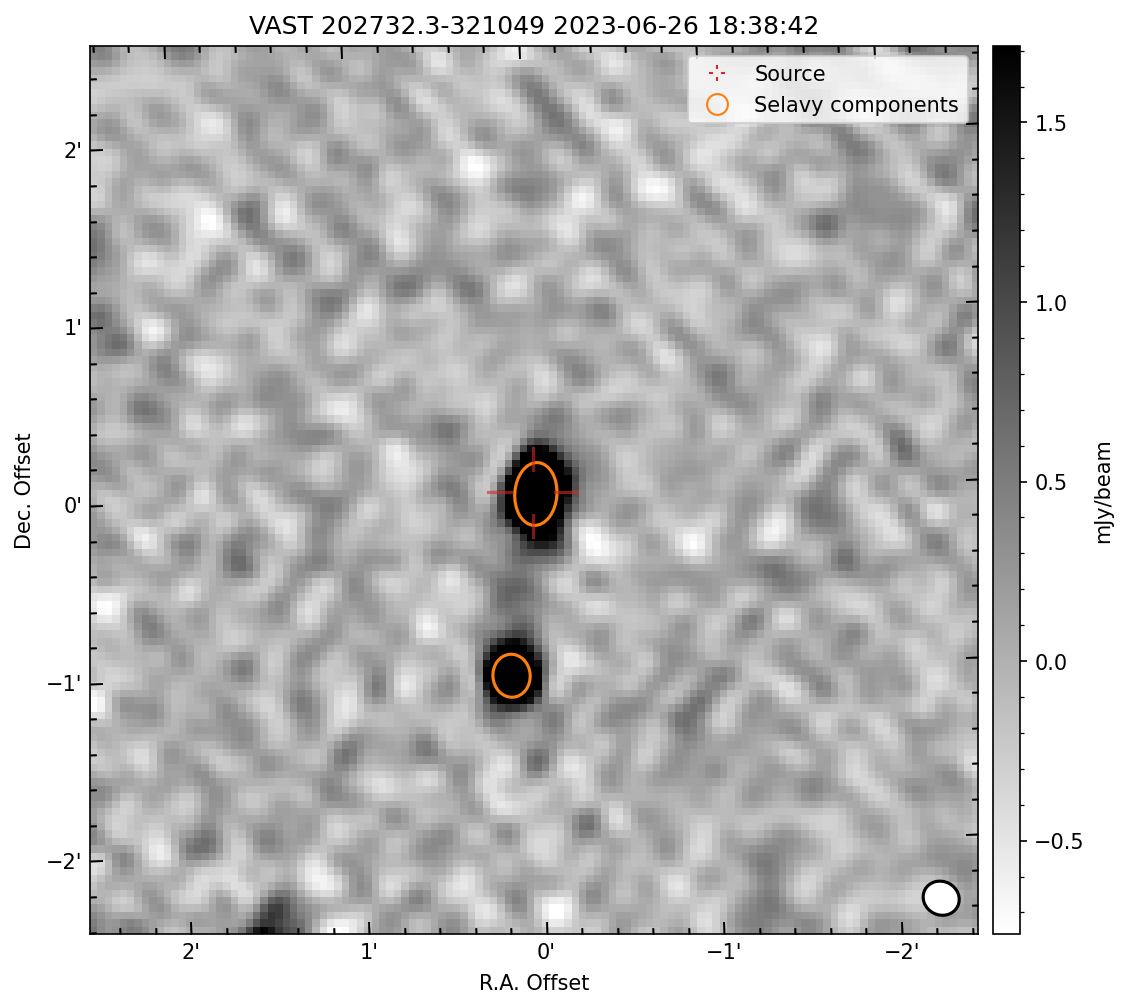 VAST 202732.3-321049 2023-06-26 18:38:42
Source
Selavy components
2'
1'
0'
−1'
−2'
Dec. Offset
2'
1'
0'
−1'
−2'
R.A. Offset
1.5
1.0
0.5
0.0
−0.5
mJy/beam